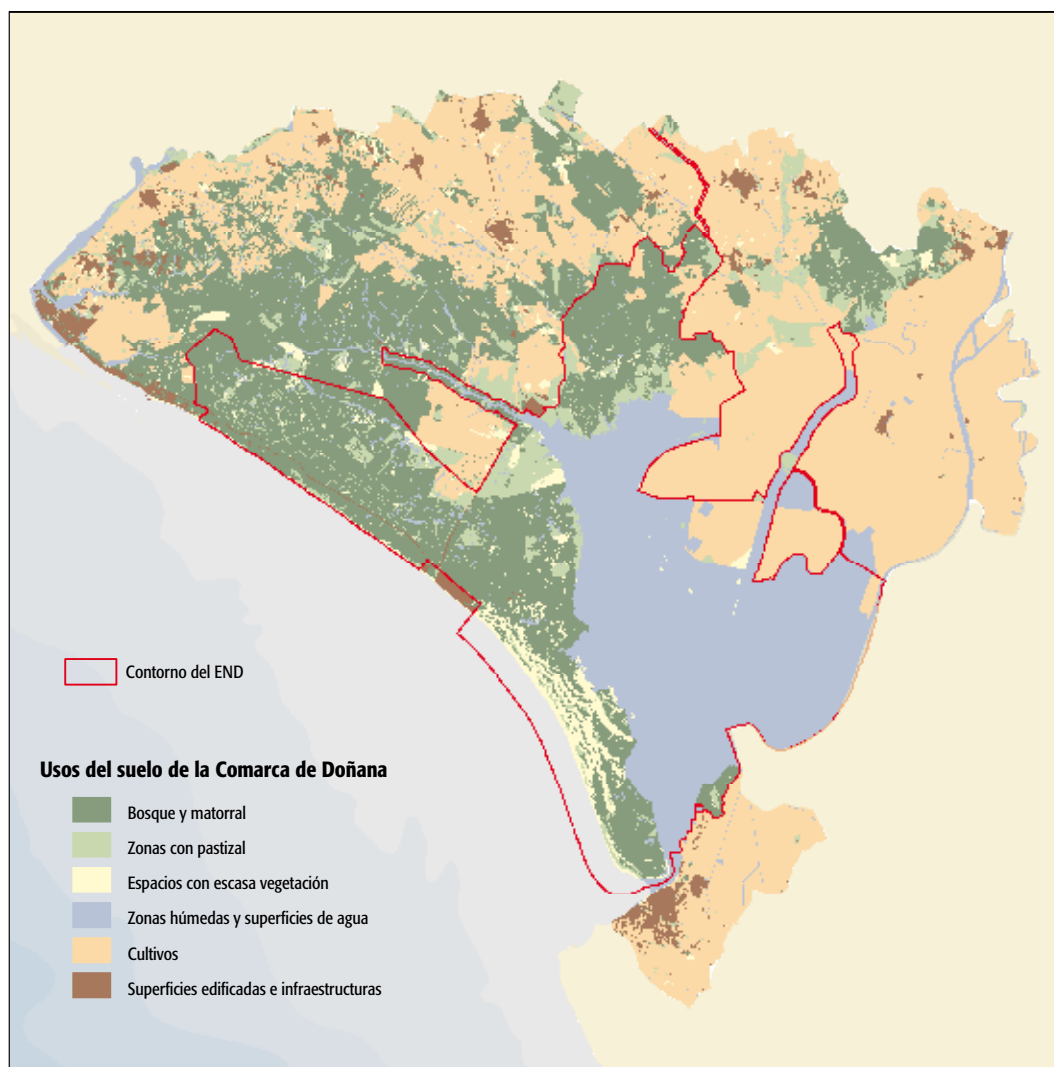 Contorno del END
Usos del suelo de la Comarca de Doñana
Bosque y matorral
Zonas con pastizal
Espacios con escasa vegetación
Zonas húmedas y superficies de agua
Cultivos
Superficies edificadas e infraestructuras